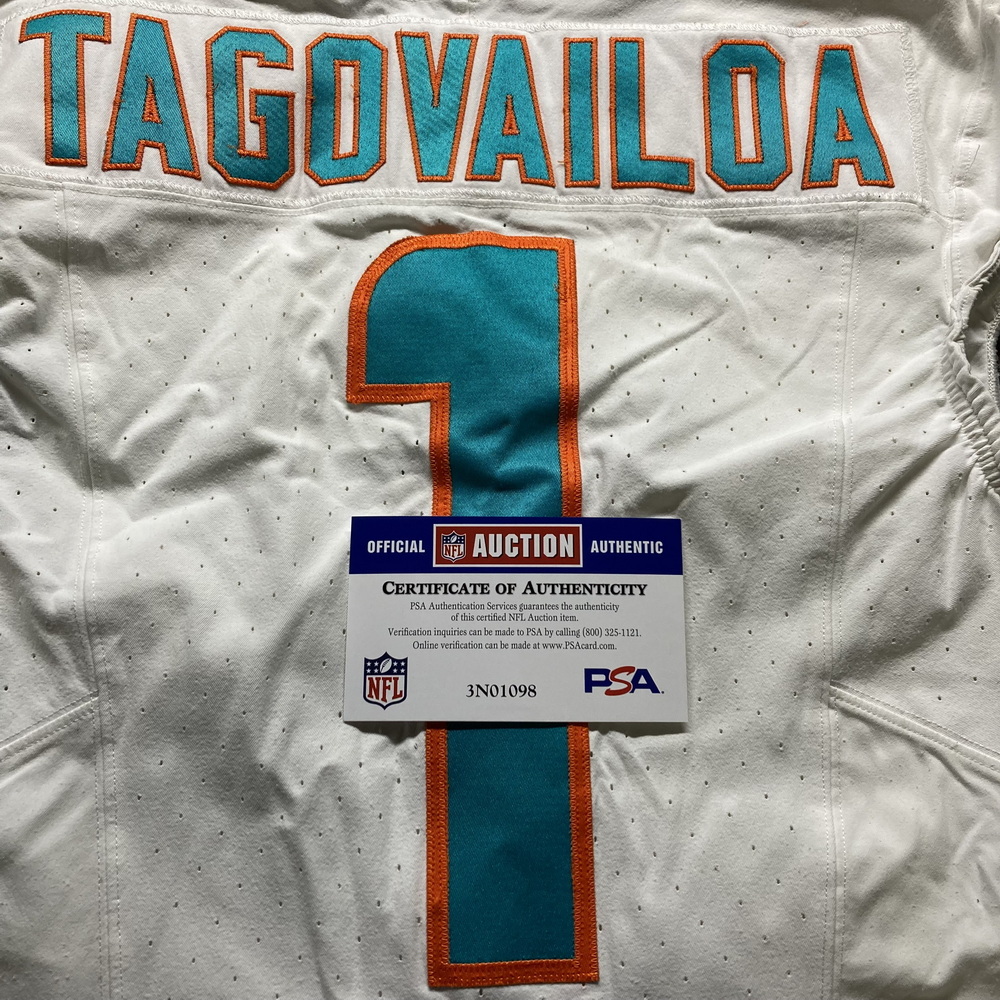 TAGOVAILOA
1
OFFICIAL NFL AUCTION AUTHENTIC
CERTIFICATE OF AUTHENTICITY
PSA Authentication Services guarantees the authenticity
of this certified NFL Auction item.
Verification inquiries can be made to PSA by calling (800) 325-1121.
Online verification can be made at www.PSAcard.com.
NFL 3N01098 PSA.